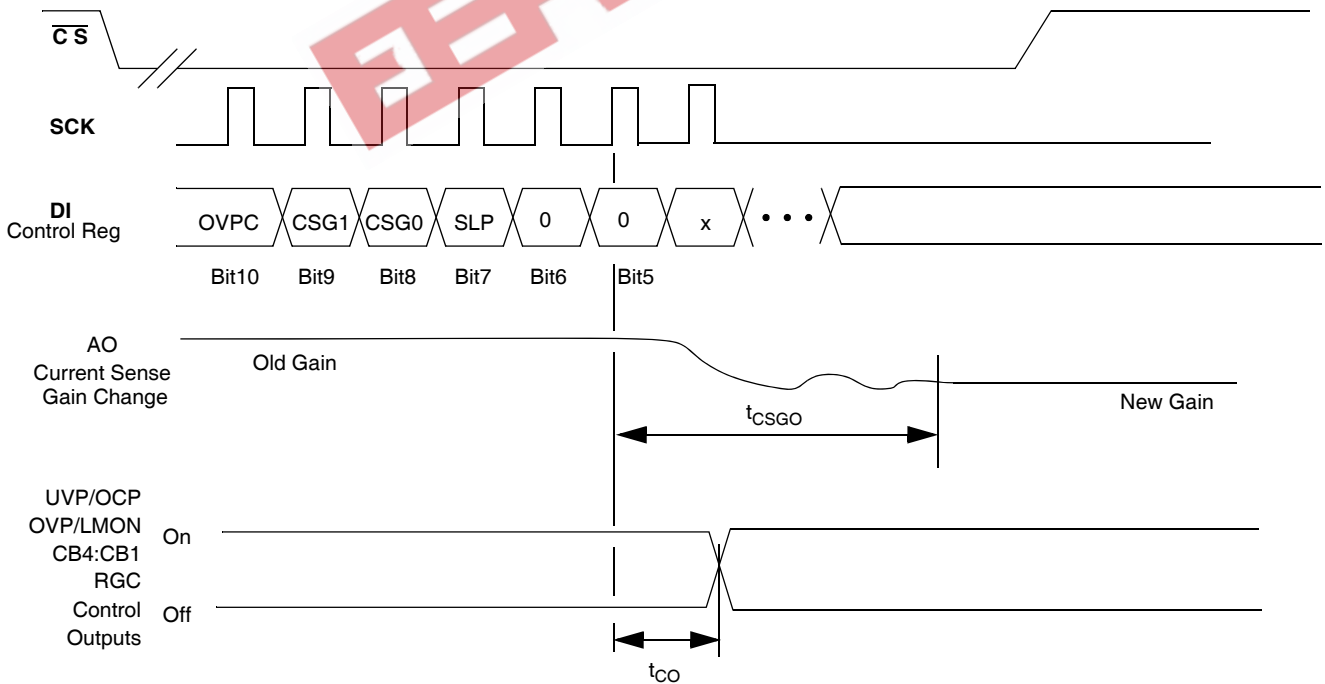 C S
SCK
DI
Control Reg
OVPC CSG1 CSG0 SLP 0 0 x • • •
Bit10 Bit9 Bit8 Bit7 Bit6 Bit5
AO
Current Sense
Gain Change
Old Gain
New Gain
tCSGO
UVP/OCP
OVP/LMON
CB4:CB1
RGC
Control
Outputs
On
Off
tCO